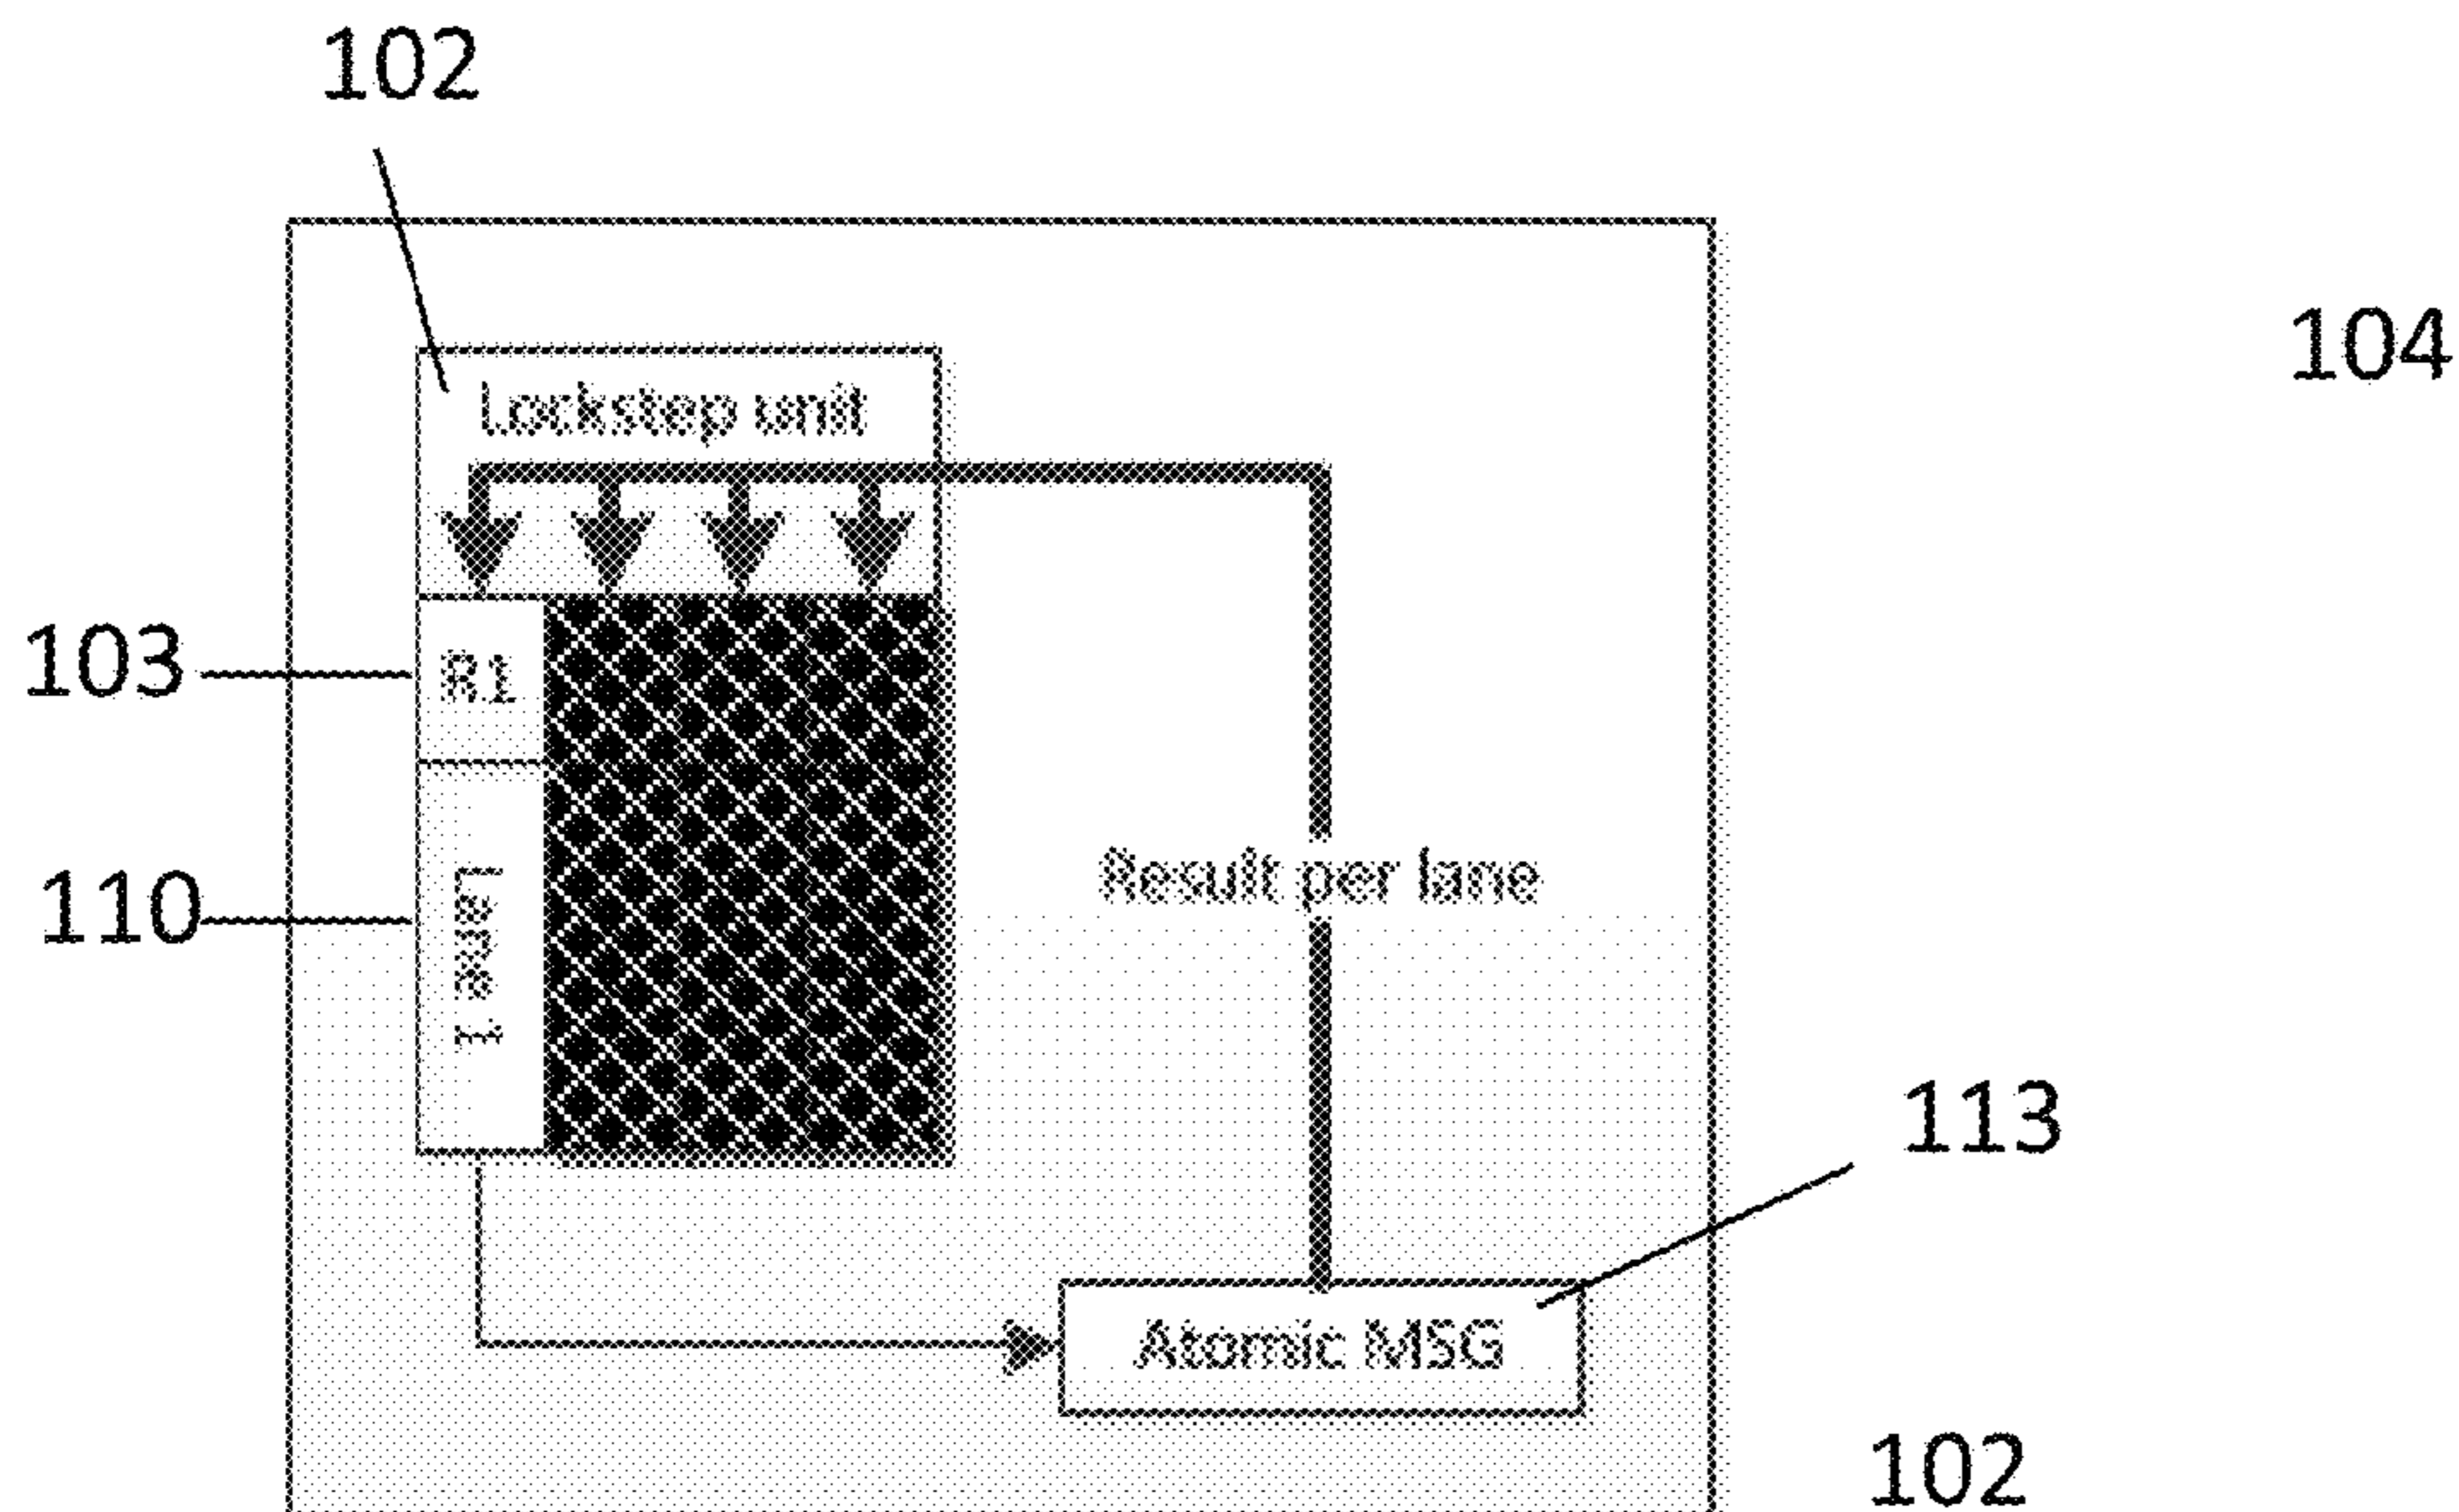 102
104
Lockstep unit
103
R1
110
Lane 1
Result per lane
113
Atomic MSG
102